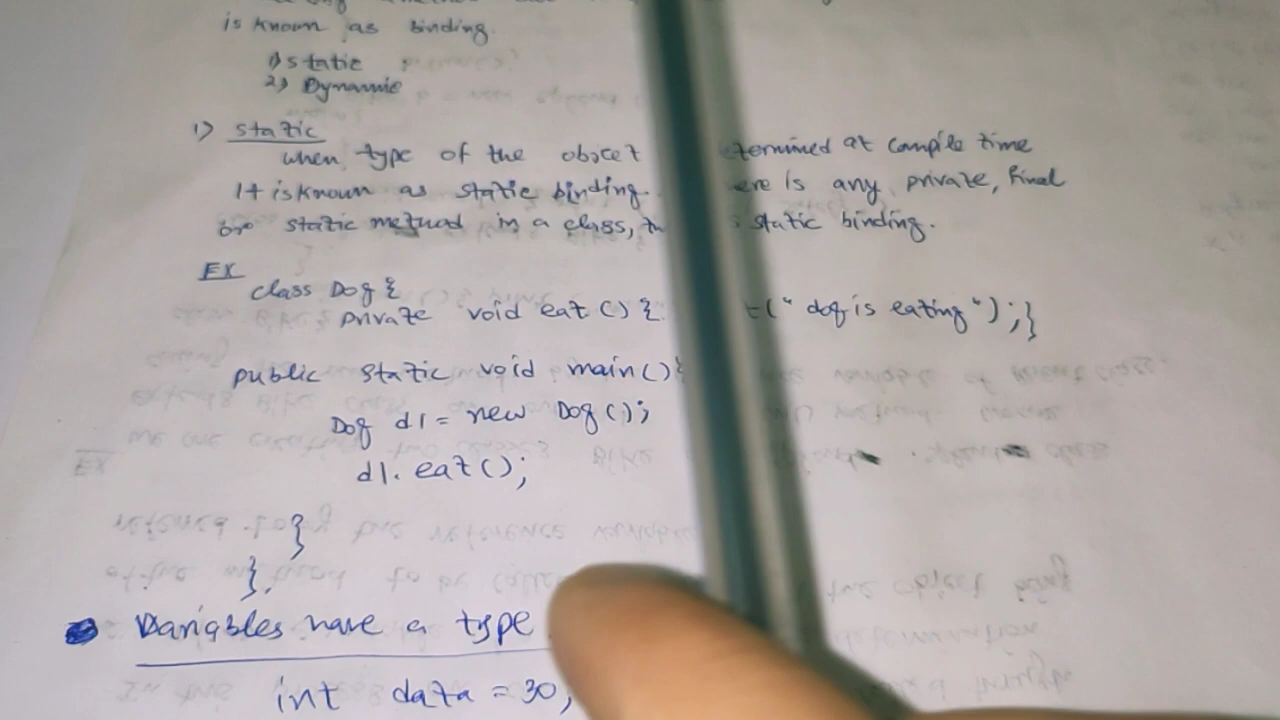 is known as binding.
1) static
2) Dynamic
1) static
when type of the obscet termined at compile time
It is known as static binding. ere is any private, final
or static method in a class, s static binding.
EX
class Dog {
private void eat () { t(" dog is eating ");}
public static void main(){
Dog d1 = new Dog();
d1. eat();
}
}.
Variables have a type
int data = 30;